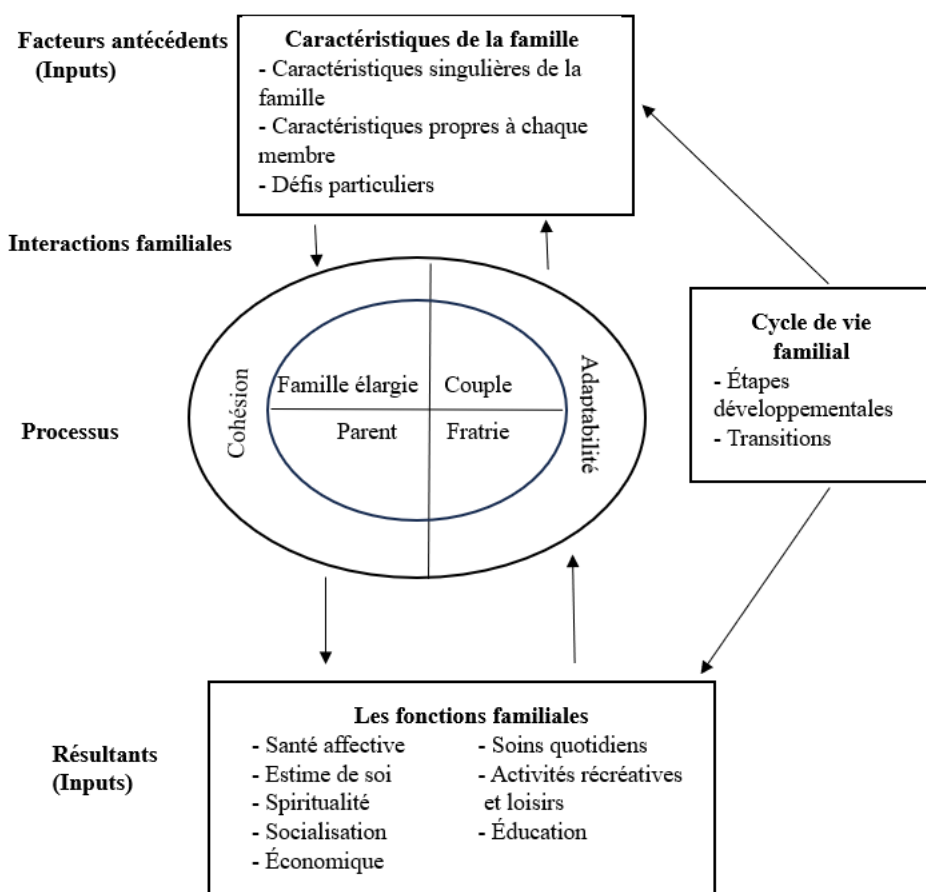 Facteurs antécédents
(Inputs)
Caractéristiques de la famille
- Caractéristiques singulières de la
famille
- Caractéristiques propres à chaque
membre
- Défis particuliers
Interactions familiales
Cycle de vie
familial
- Étapes
développementales
- Transitions
Processus
Cohésion
Famille élargie
Couple
Parent
Fratrie
Adaptabilité
Résultants
(Inputs)
Les fonctions familiales
- Santé affective
- Estime de soi
- Spiritualité
- Socialisation
- Économique
- Soins quotidiens
- Activités récréatives
et loisirs
- Éducation